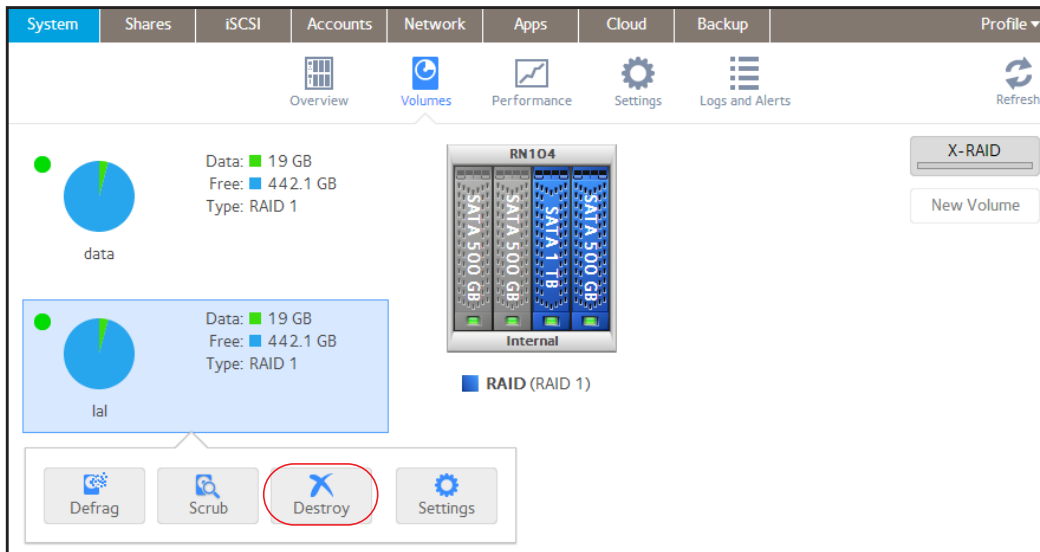 System Shares iSCSI Accounts Network Apps Cloud Backup Profile ▾
Overview Volumes Performance Settings Logs and Alerts Refresh
Data: 19 GB
Free: 442.1 GB
Type: RAID 1
data
RN104
SATA 500 GB
SATA 500 GB
SATA 1 TB
SATA 500 GB
Internal
RAID (RAID 1)
X-RAID
New Volume
Data: 19 GB
Free: 442.1 GB
Type: RAID 1
lal
Defrag Scrub Destroy Settings